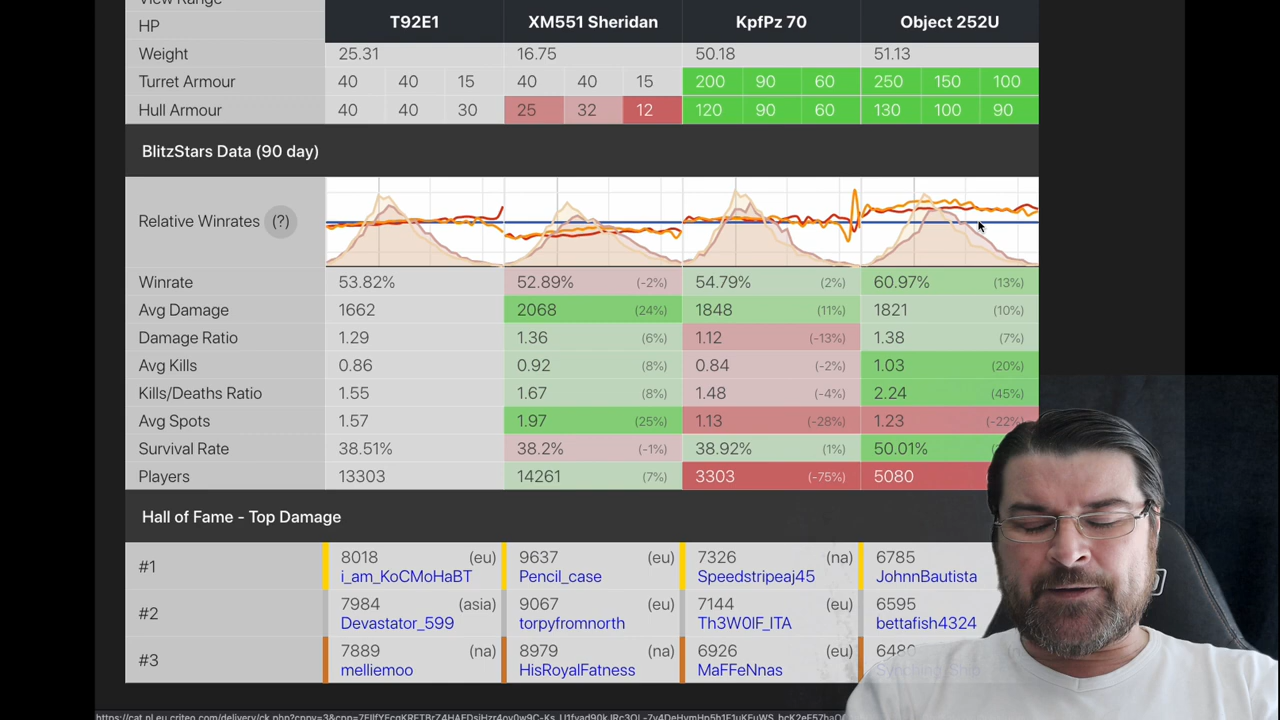 View Range
T92E1 XM551 Sheridan KpfPz 70 Object 252U
HP
Weight 25.31 16.75 50.18 51.13
Turret Armour 40 40 15 40 40 15 200 90 60 250 150 100
Hull Armour 40 40 30 25 32 12 120 90 60 130 100 90
BlitzStars Data (90 day)
Relative Winrates (?)
Winrate 53.82% 52.89% (-2%) 54.79% (2%) 60.97% (13%)
Avg Damage 1662 2068 (24%) 1848 (11%) 1821 (10%)
Damage Ratio 1.29 1.36 (6%) 1.12 (-13%) 1.38 (7%)
Avg Kills 0.86 0.92 (8%) 0.84 (-2%) 1.03 (20%)
Kills/Deaths Ratio 1.55 1.67 (8%) 1.48 (-4%) 2.24 (45%)
Avg Spots 1.57 1.97 (25%) 1.13 (-28%) 1.23 (-22%)
Survival Rate 38.51% 38.2% (-1%) 38.92% (1%) 50.01%
Players 13303 14261 (7%) 3303 (-75%) 5080
Hall of Fame - Top Damage
#1 8018 (eu) 9637 (eu) 7326 (na) 6785
i_am_KoCMoHaBT Pencil_case Speedstripeaj45 JohnnBautista
#2 7984 (asia) 9067 (eu) 7144 (eu) 6595
Devastator_599 torpyfromnorth Th3W0lF_ITA bettafish4324
#3 7889 (na) 8979 (na) 6926 (eu)
melliemoo HisRoyalFatness MaFFeNnas